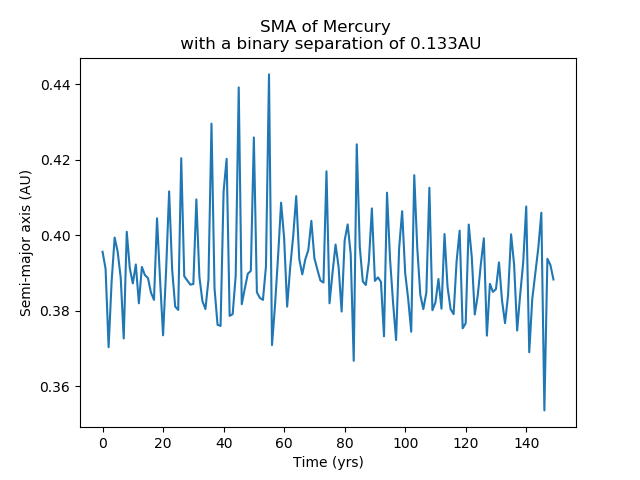 SMA of Mercury
with a binary separation of 0.133AU
0.44
0.42
0.40
0.38
0.36
Semi-major axis (AU)
0 20 40 60 80 100 120 140
Time (yrs)